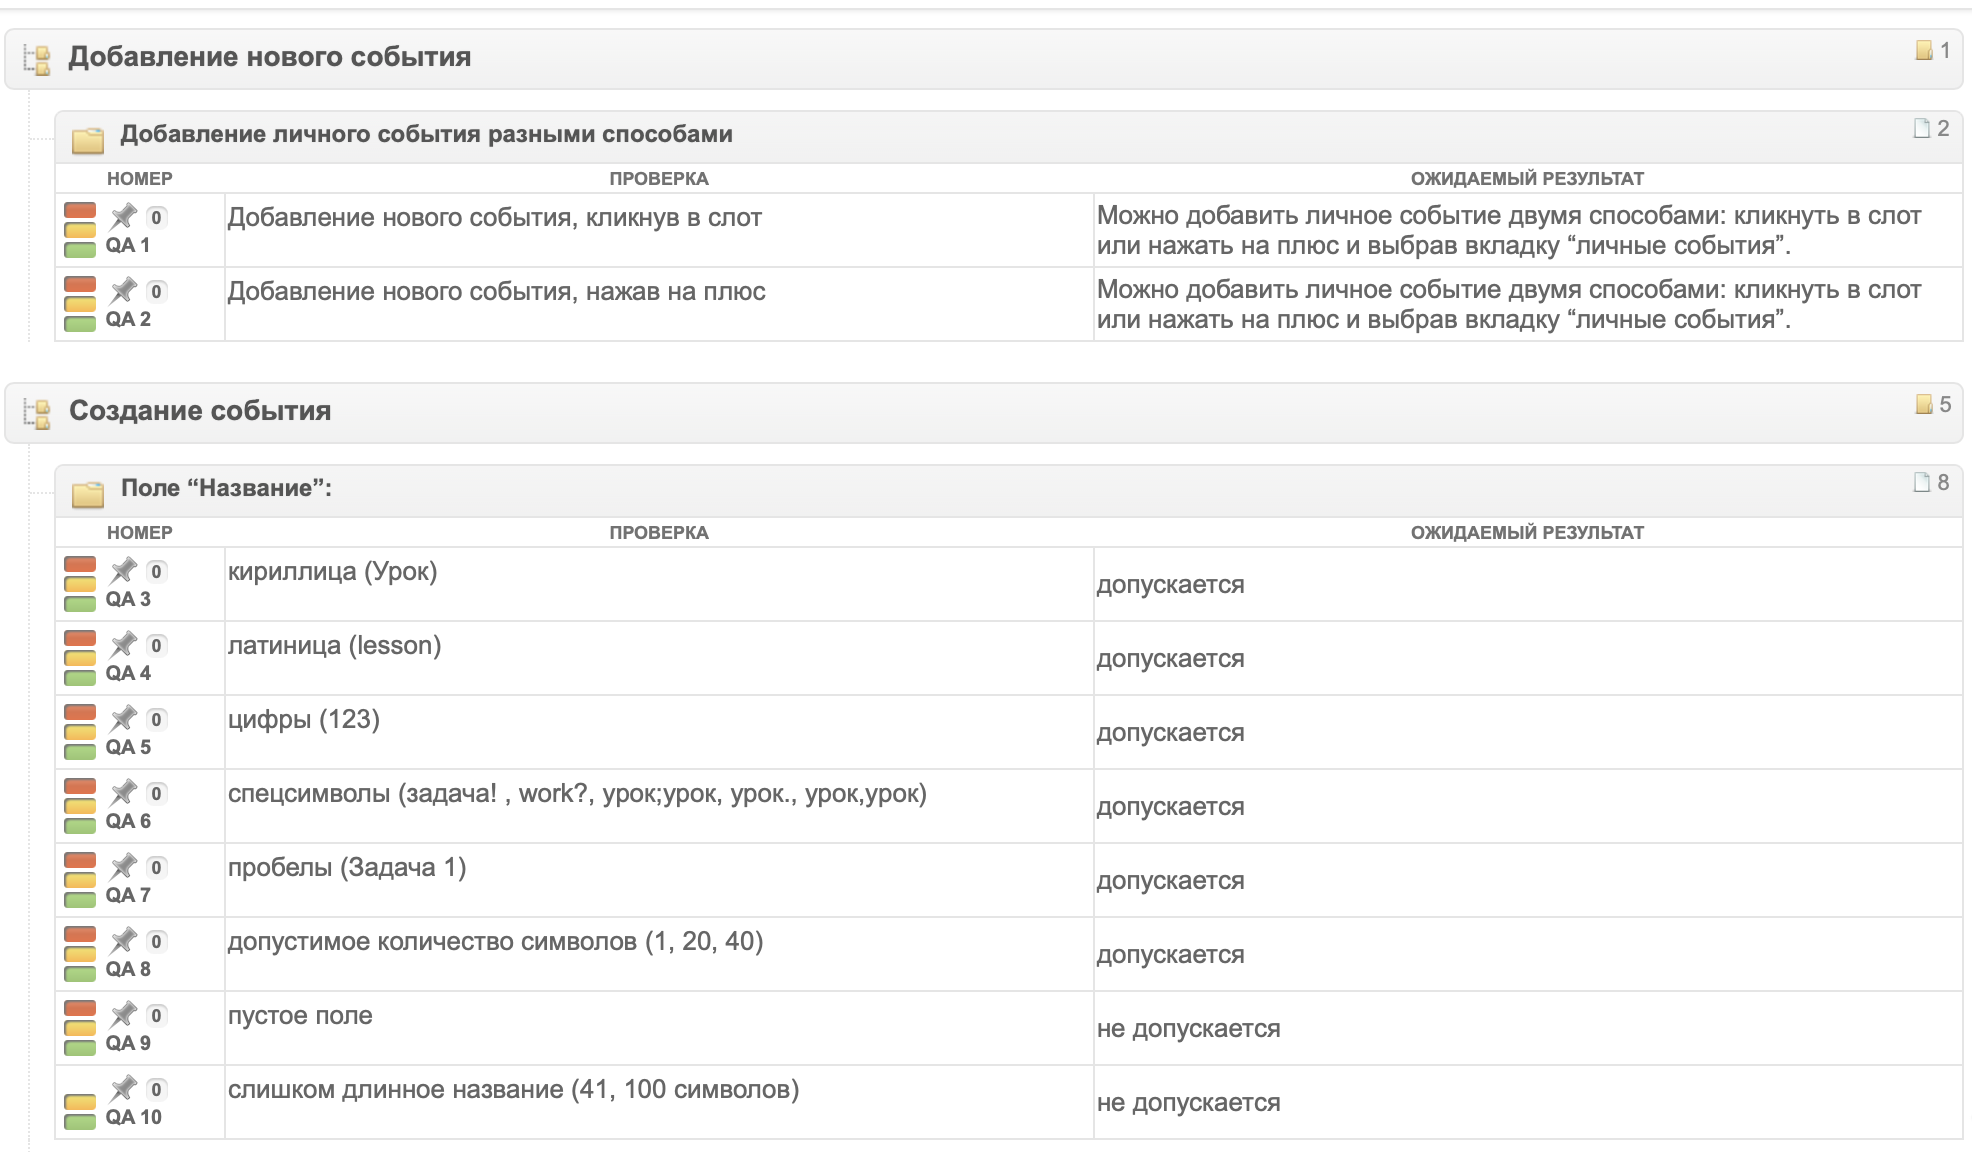 Добавление нового события
1
Добавление личного события разными способами
2
НОМЕР ПРОВЕРКА ОЖИДАЕМЫЙ РЕЗУЛЬТАТ
0
QA 1
Добавление нового события, кликнув в слот
Можно добавить личное событие двумя способами: кликнуть в слот
или нажать на плюс и выбрав вкладку “личные события”.
0
QA 2
Добавление нового события, нажав на плюс
Можно добавить личное событие двумя способами: кликнуть в слот
или нажать на плюс и выбрав вкладку “личные события”.
Создание события
5
Поле “Название”:
8
НОМЕР ПРОВЕРКА ОЖИДАЕМЫЙ РЕЗУЛЬТАТ
0
QA 3
кириллица (Урок)
допускается
0
QA 4
латиница (lesson)
допускается
0
QA 5
цифры (123)
допускается
0
QA 6
спецсимволы (задача! , work?, урок;урок, урок., урок,урок)
допускается
0
QA 7
пробелы (Задача 1)
допускается
0
QA 8
допустимое количество символов (1, 20, 40)
допускается
0
QA 9
пустое поле
не допускается
0
QA 10
слишком длинное название (41, 100 символов)
не допускается